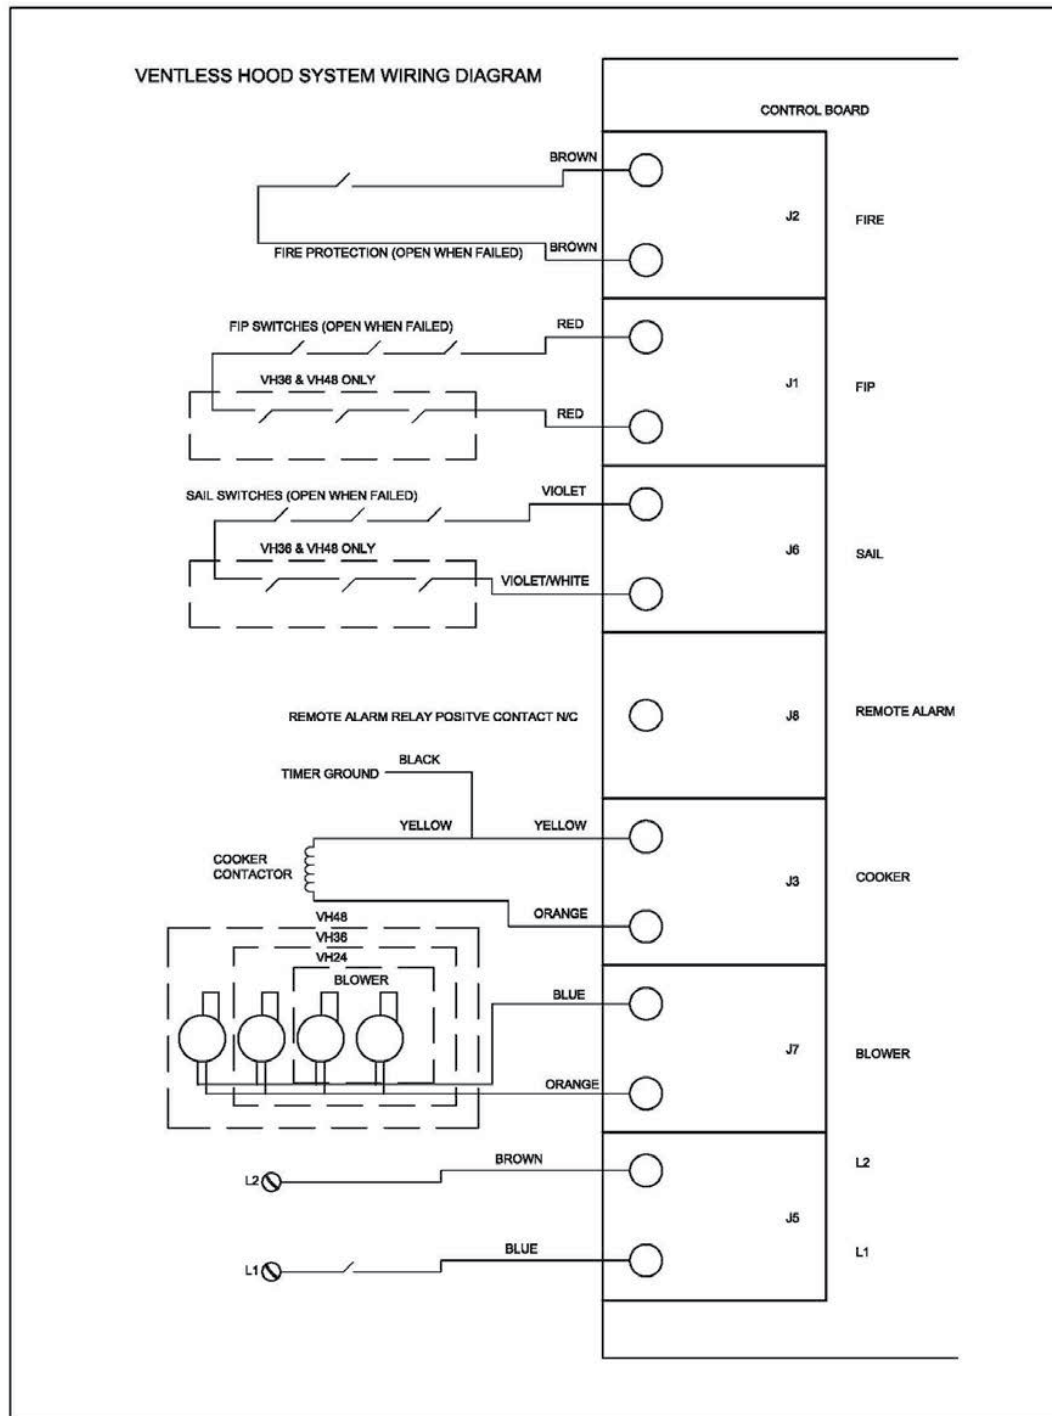 VENTLESS HOOD SYSTEM WIRING DIAGRAM
CONTROL BOARD
BROWN
J2
FIRE
BROWN
FIRE PROTECTION (OPEN WHEN FAILED)
FIP SWITCHES (OPEN WHEN FAILED)
RED
VH36 & VH48 ONLY
J1
FIP
RED
SAIL SWITCHES (OPEN WHEN FAILED)
VIOLET
VH36 & VH48 ONLY
J6
SAIL
VIOLET/WHITE
REMOTE ALARM RELAY POSITVE CONTACT N/C
J8
REMOTE ALARM
BLACK
TIMER GROUND
YELLOW
YELLOW
COOKER
CONTACTOR
J3
COOKER
ORANGE
VH48
VH36
VH24
BLOWER
BLUE
J7
BLOWER
ORANGE
BROWN
L2
L2
J5
BLUE
L1
L1